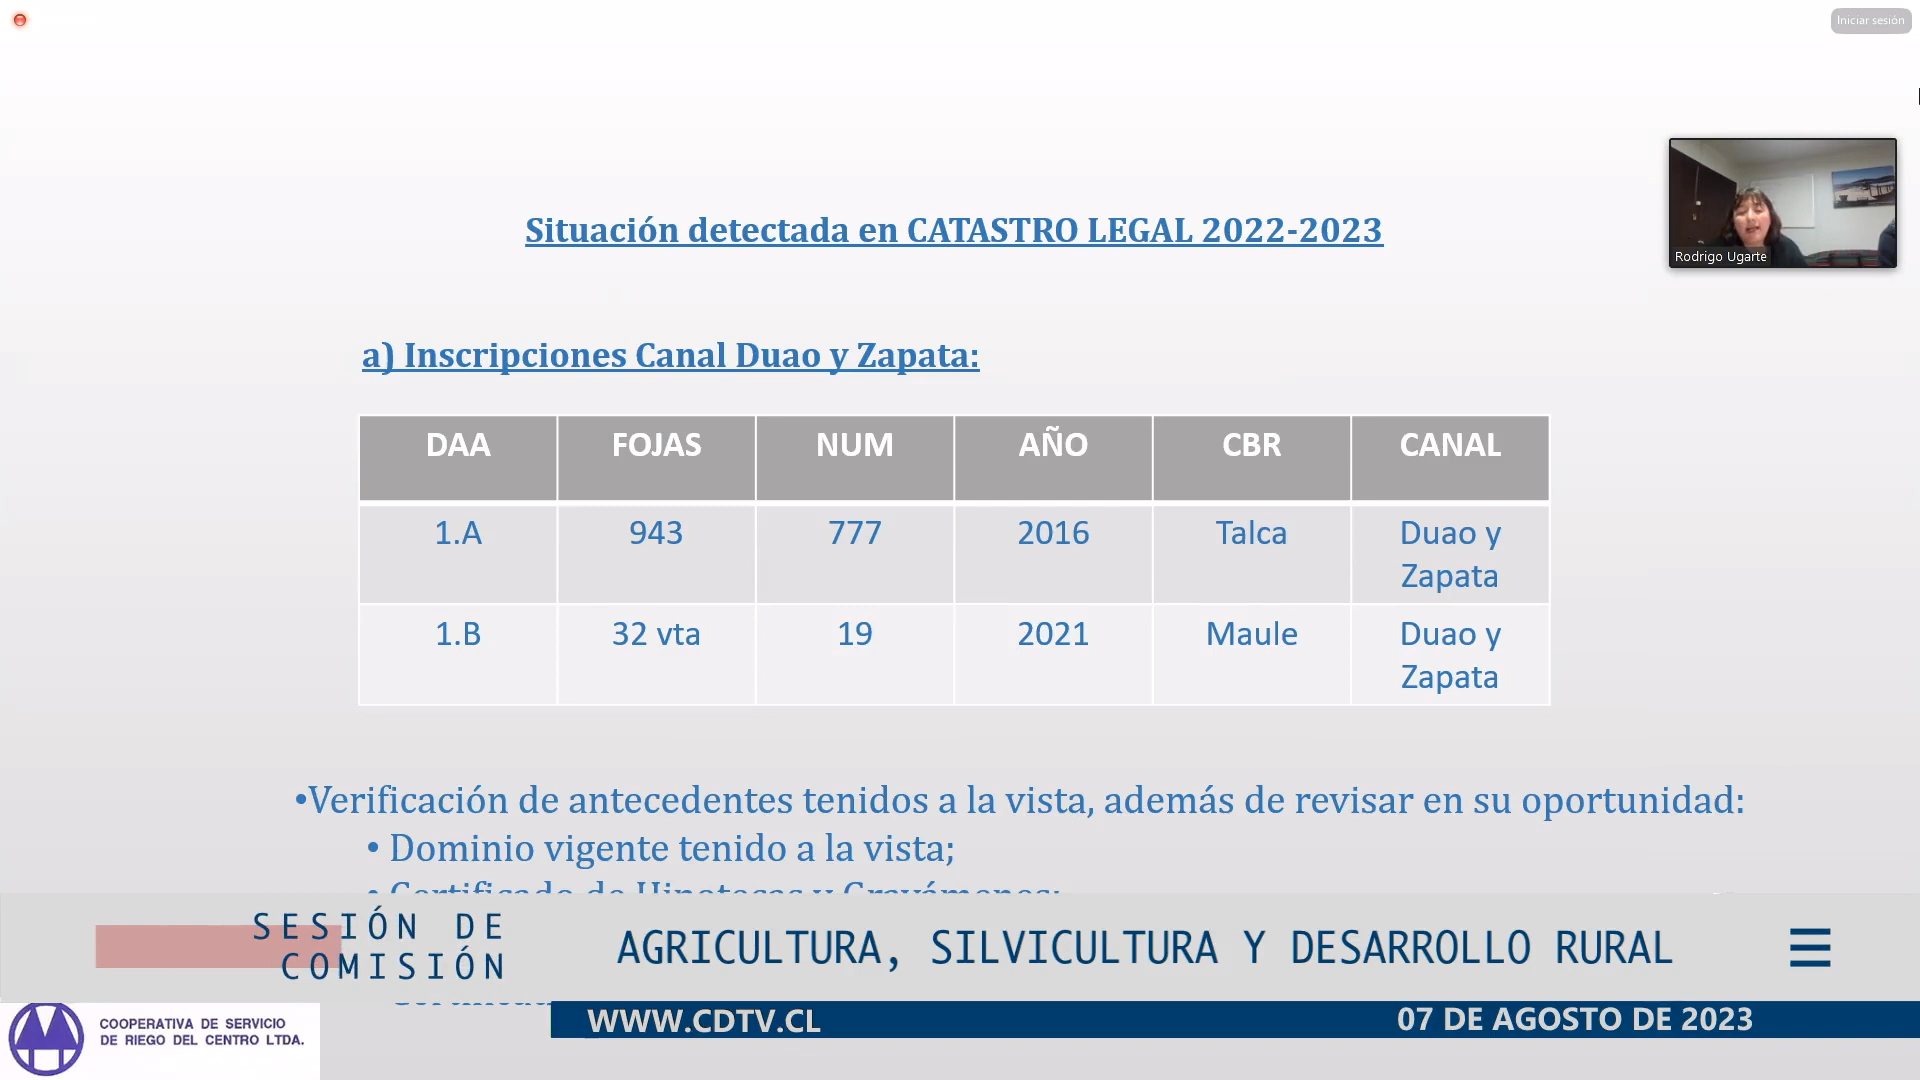 Iniciar sesión
Rodrigo Ugarte
Situación detectada en CATASTRO LEGAL 2022-2023
a) Inscripciones Canal Duao y Zapata:
DAA FOJAS NUM AÑO CBR CANAL
1.A 943 777 2016 Talca Duao y Zapata
1.B 32 vta 19 2021 Maule Duao y Zapata
•Verificación de antecedentes tenidos a la vista, además de revisar en su oportunidad:
• Dominio vigente tenido a la vista;
• Certificado de Hipotecas y Gravámenes;
SESIÓN DE
COMISIÓN
AGRICULTURA, SILVICULTURA Y DESARROLLO RURAL
WWW.CDTV.CL
07 DE AGOSTO DE 2023
COOPERATIVA DE SERVICIO
DE RIEGO DEL CENTRO LTDA.